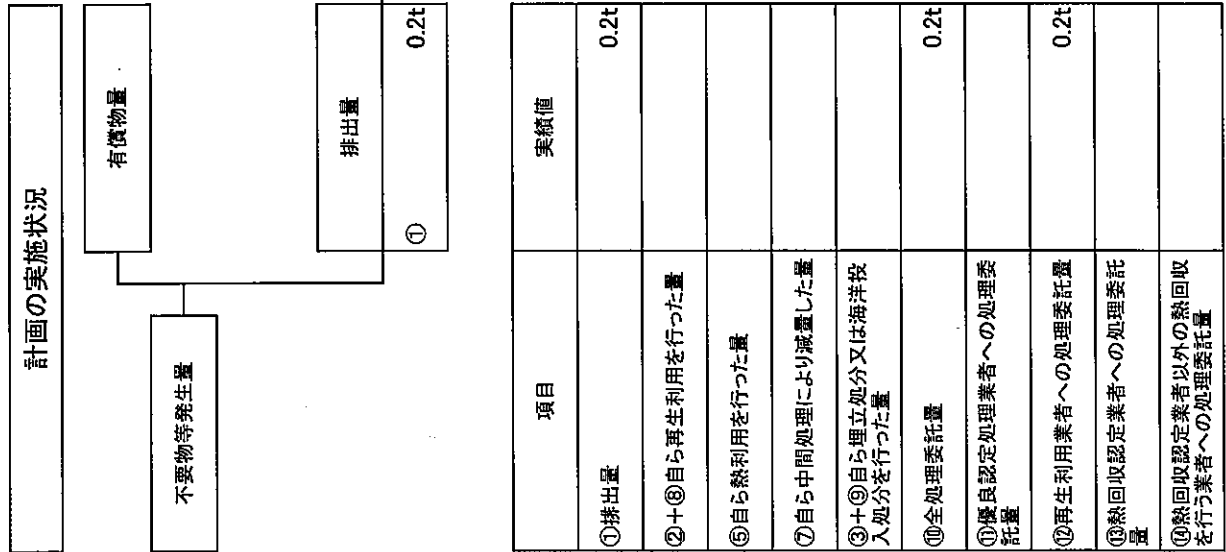 計画の実施状況
不要物等発生量
有償物量
排出量
① 0.2t
項目 実績値
①排出量 0.2t
②+⑧自ら再生利用を行った量
⑤自ら熱利用を行った量
⑦自ら中間処理により減量した量
③+⑨自ら埋立処分又は海洋投
入処分を行った量
⑩全処理委託量 0.2t
⑪優良認定処理業者への処理委
託量
⑫再生利用業者への処理委託量 0.2t
⑬熱回収認定業者への処理委託
量
⑭熱回収認定業者以外の熱回収
を行う業者への処理委託量